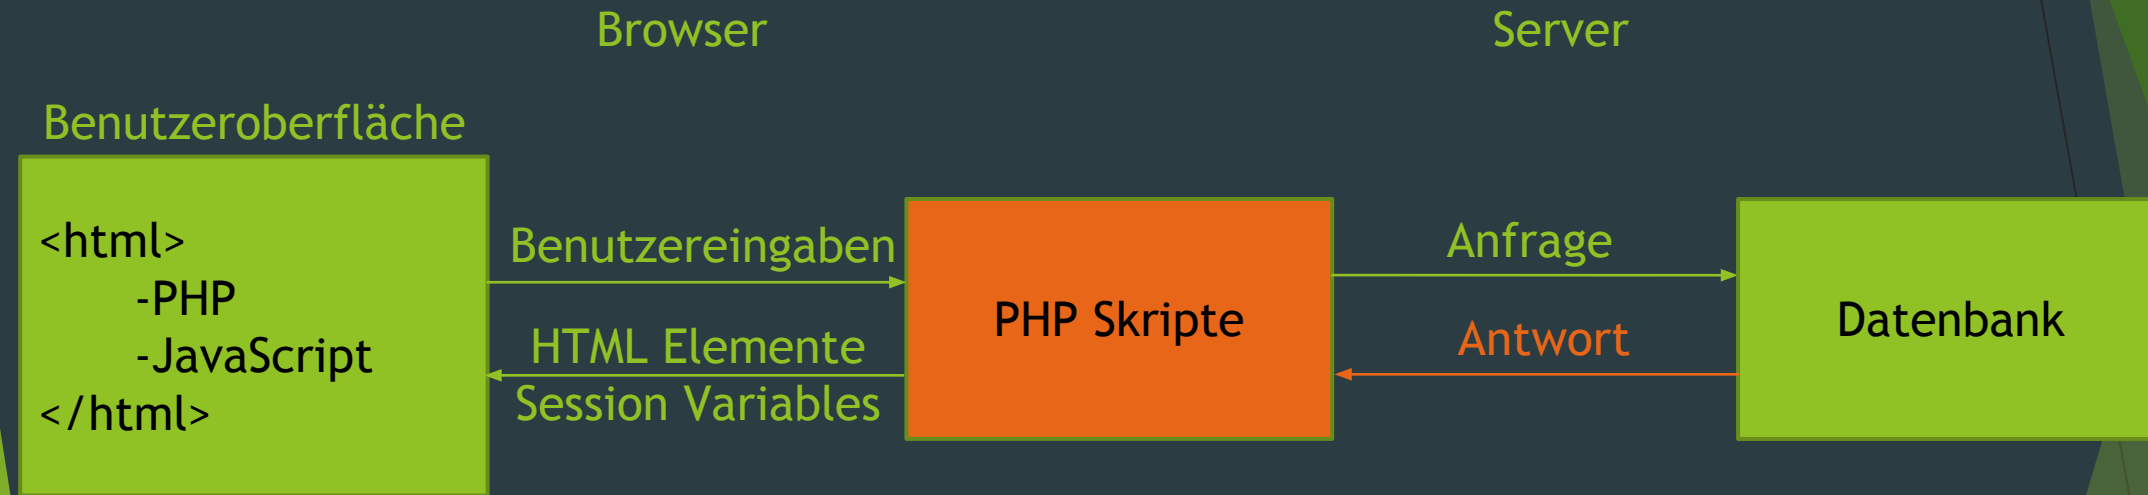 Browser
Server
Benutzeroberfläche
<html>
-PHP
-JavaScript
</html>
Benutzereingaben
HTML Elemente
Session Variables
PHP Skripte
Anfrage
Antwort
Datenbank